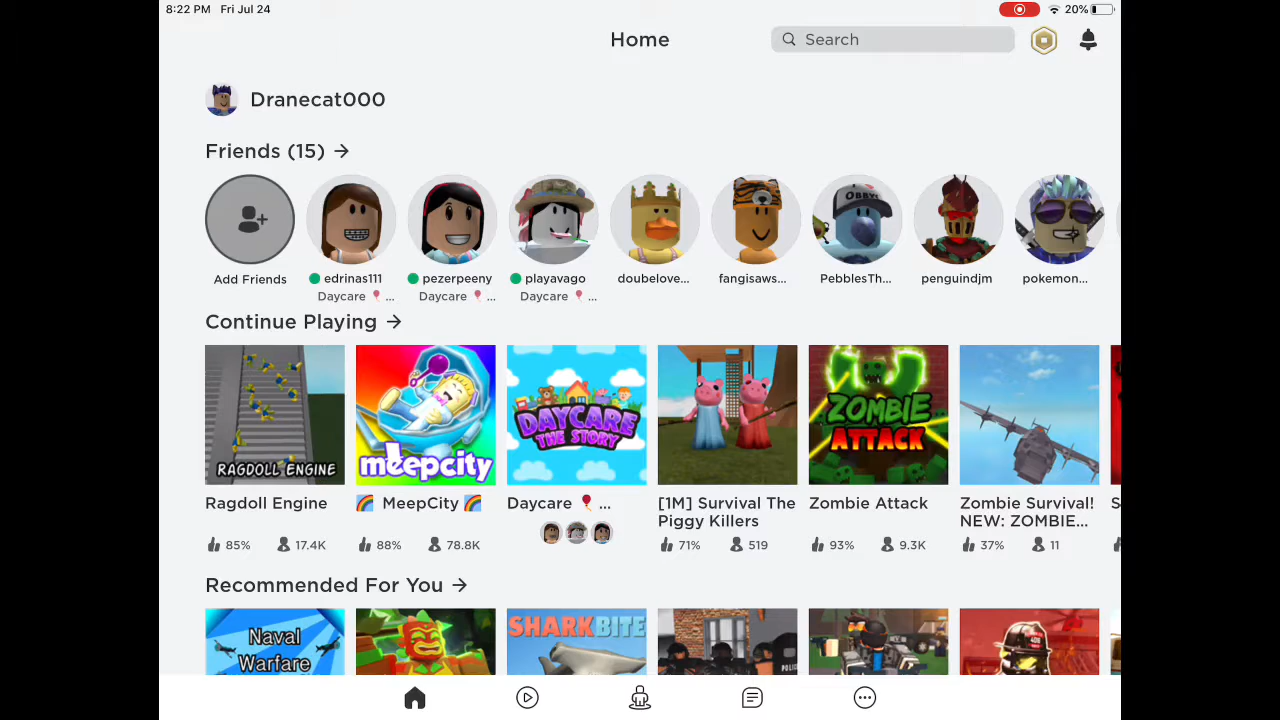 8:22 PM Fri Jul 24
20%
Home
Search
Dranecat000
Friends (15)
Add Friends
edrinas111
Daycare 🎈 ...
pezerpeeny
Daycare 🎈 ...
playavago
Daycare 🎈 ...
doubelove...
fangisaws...
PebblesTh...
penguindjm
pokemon...
OBBY
Continue Playing
RAGDOLL ENGINE
meepcity
DAYCARE
THE STORY
ZOMBIE
ATTACK
Ragdoll Engine
85% 17.4K
🌈 MeepCity 🌈
88% 78.8K
Daycare 🎈 ...
[1M] Survival The
Piggy Killers
71% 519
Zombie Attack
93% 9.3K
Zombie Survival!
NEW: ZOMBIE...
37% 11
S
Recommended For You
Naval
Warfare
SHARKBITE